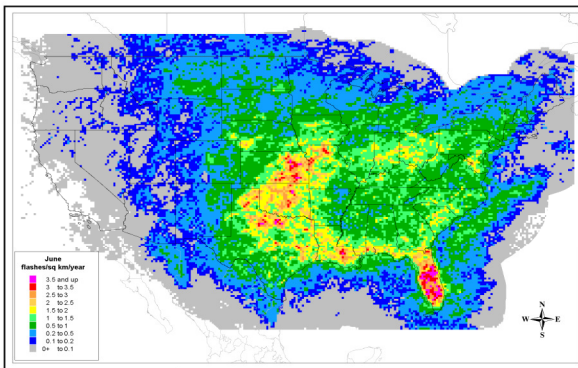 June
flashes/sq km/year
3.5 and up
3 to 3.5
2.5 to 3
2 to 2.5
1.5 to 2
1 to 1.5
0.5 to 1
0.2 to 0.5
0.1 to 0.2
0+ to 0.1
N
W E
S